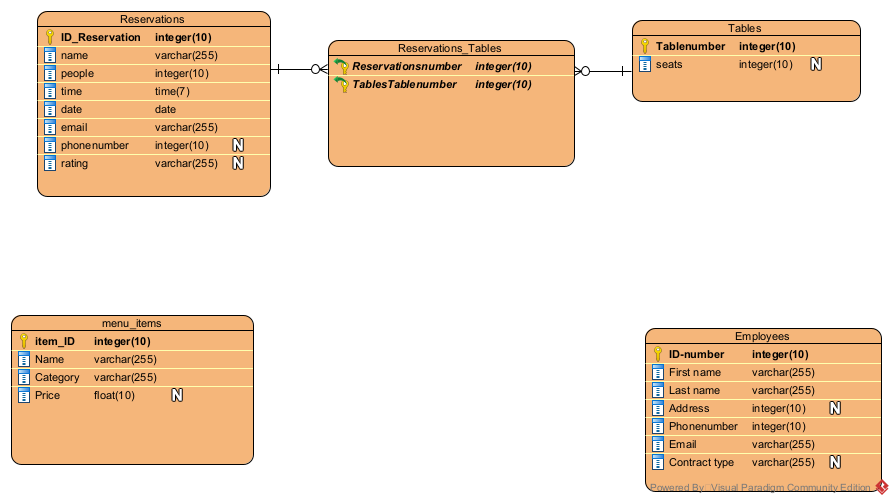 Reservations
ID_Reservation integer(10)
name varchar(255)
people integer(10)
time time(7)
date date
email varchar(255)
phonenumber integer(10) N
rating varchar(255) N
Reservations_Tables
Reservationsnumber integer(10)
TablesTablenumber integer(10)
Tables
Tablenumber integer(10)
seats integer(10) N
menu_items
item_ID integer(10)
Name varchar(255)
Category varchar(255)
Price float(10) N
Employees
ID-number integer(10)
First name varchar(255)
Last name varchar(255)
Address integer(10) N
Phonenumber integer(10)
Email varchar(255)
Contract type varchar(255) N
Powered By: Visual Paradigm Community Edition